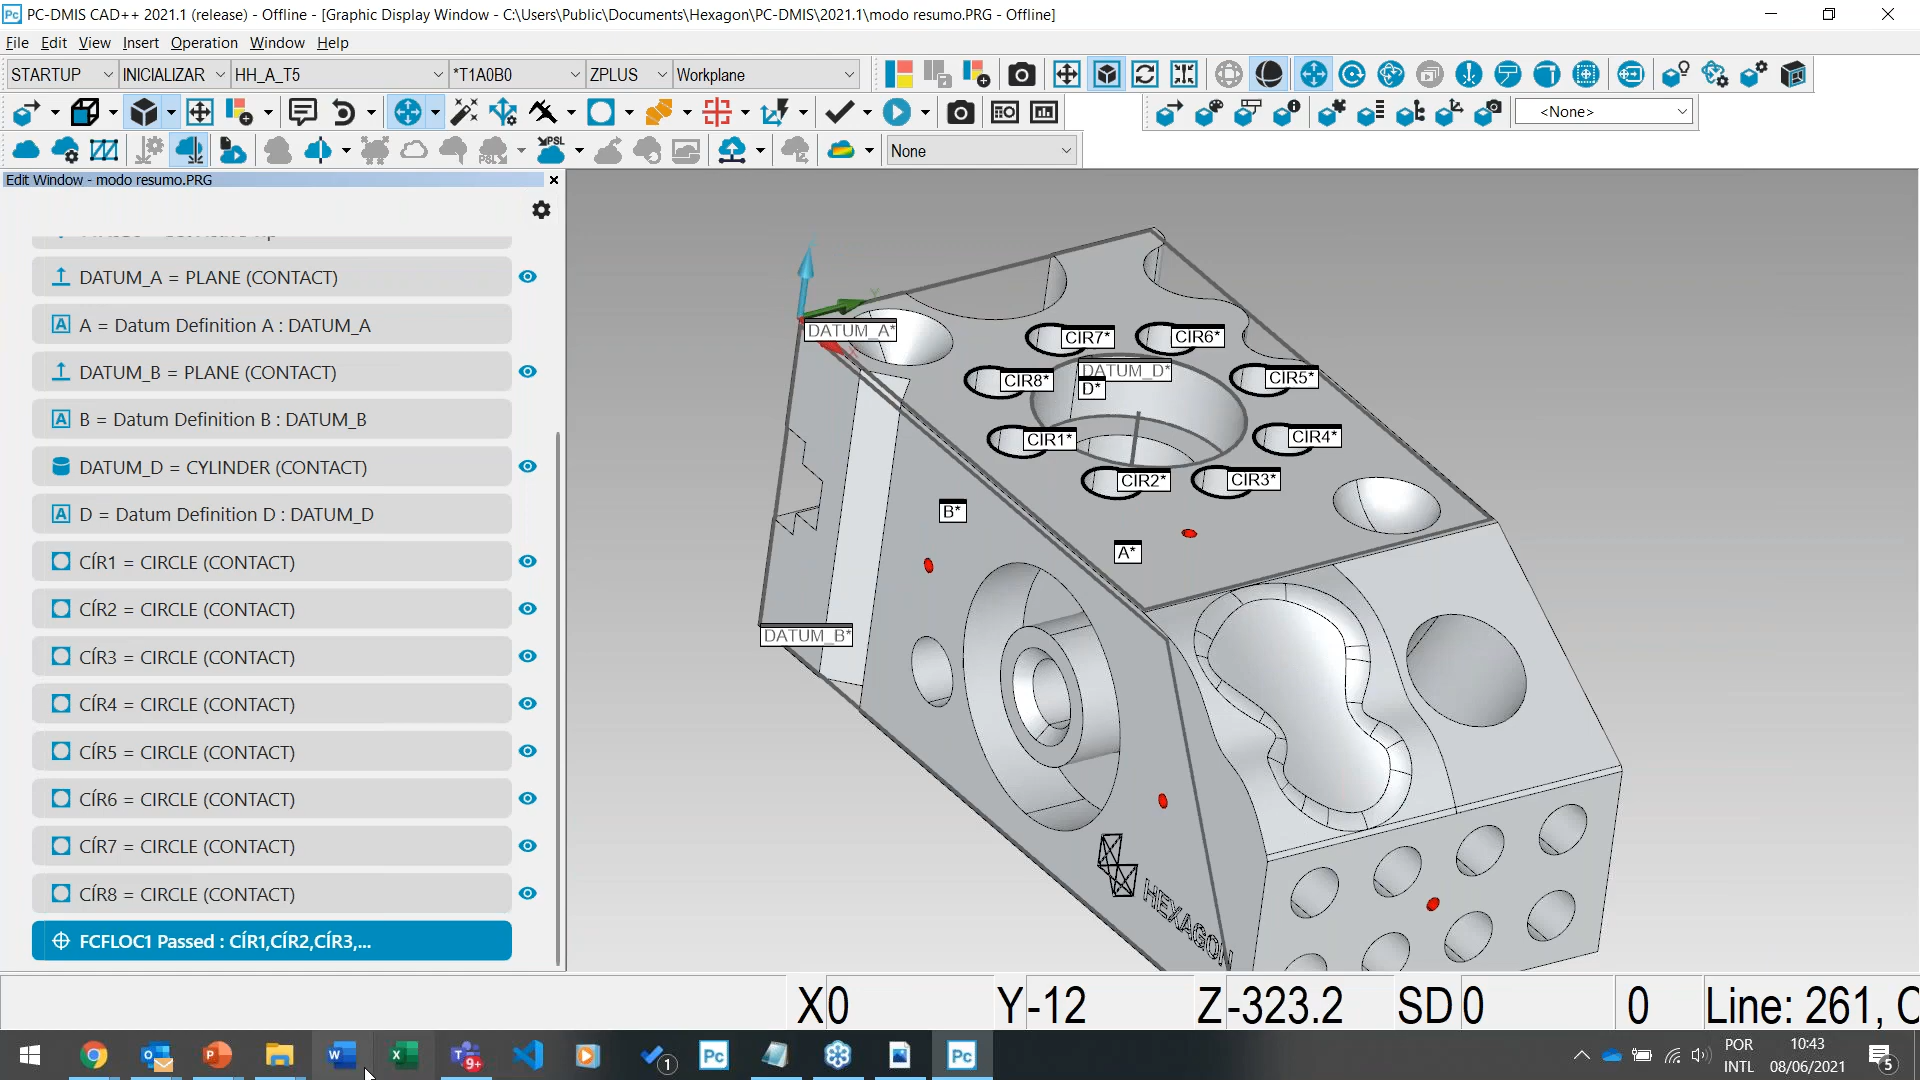 PC-DMIS CAD++ 2021.1 (release) - Offline - [Graphic Display Window - C:\Users\Public\Documents\Hexagon\PC-DMIS\2021.1\modo resumo.PRG - Offline]
File Edit View Insert Operation Window Help
STARTUP INICIALIZAR HH_A_T5 *T1A0B0 ZPLUS Workplane
<None>
PSL XPSL None
Edit Window - modo resumo.PRG
DATUM_A = PLANE (CONTACT)
A = Datum Definition A : DATUM_A
DATUM_B = PLANE (CONTACT)
B = Datum Definition B : DATUM_B
DATUM_D = CYLINDER (CONTACT)
D = Datum Definition D : DATUM_D
CÍR1 = CIRCLE (CONTACT)
CÍR2 = CIRCLE (CONTACT)
CÍR3 = CIRCLE (CONTACT)
CÍR4 = CIRCLE (CONTACT)
CÍR5 = CIRCLE (CONTACT)
CÍR6 = CIRCLE (CONTACT)
CÍR7 = CIRCLE (CONTACT)
CÍR8 = CIRCLE (CONTACT)
FCFLOC1 Passed : CÍR1,CÍR2,CÍR3,...
DATUM_A*
CIR7*
CIR6*
DATUM_D*
CIR8*
D*
CIR5*
CIR1*
CIR4*
CIR2*
CIR3*
B*
A*
DATUM_B*
HEXAGON
X 0 Y -12 Z -323.2 SD 0 0 Line: 261, C
9+
1
POR
INTL
10:43
08/06/2021
5